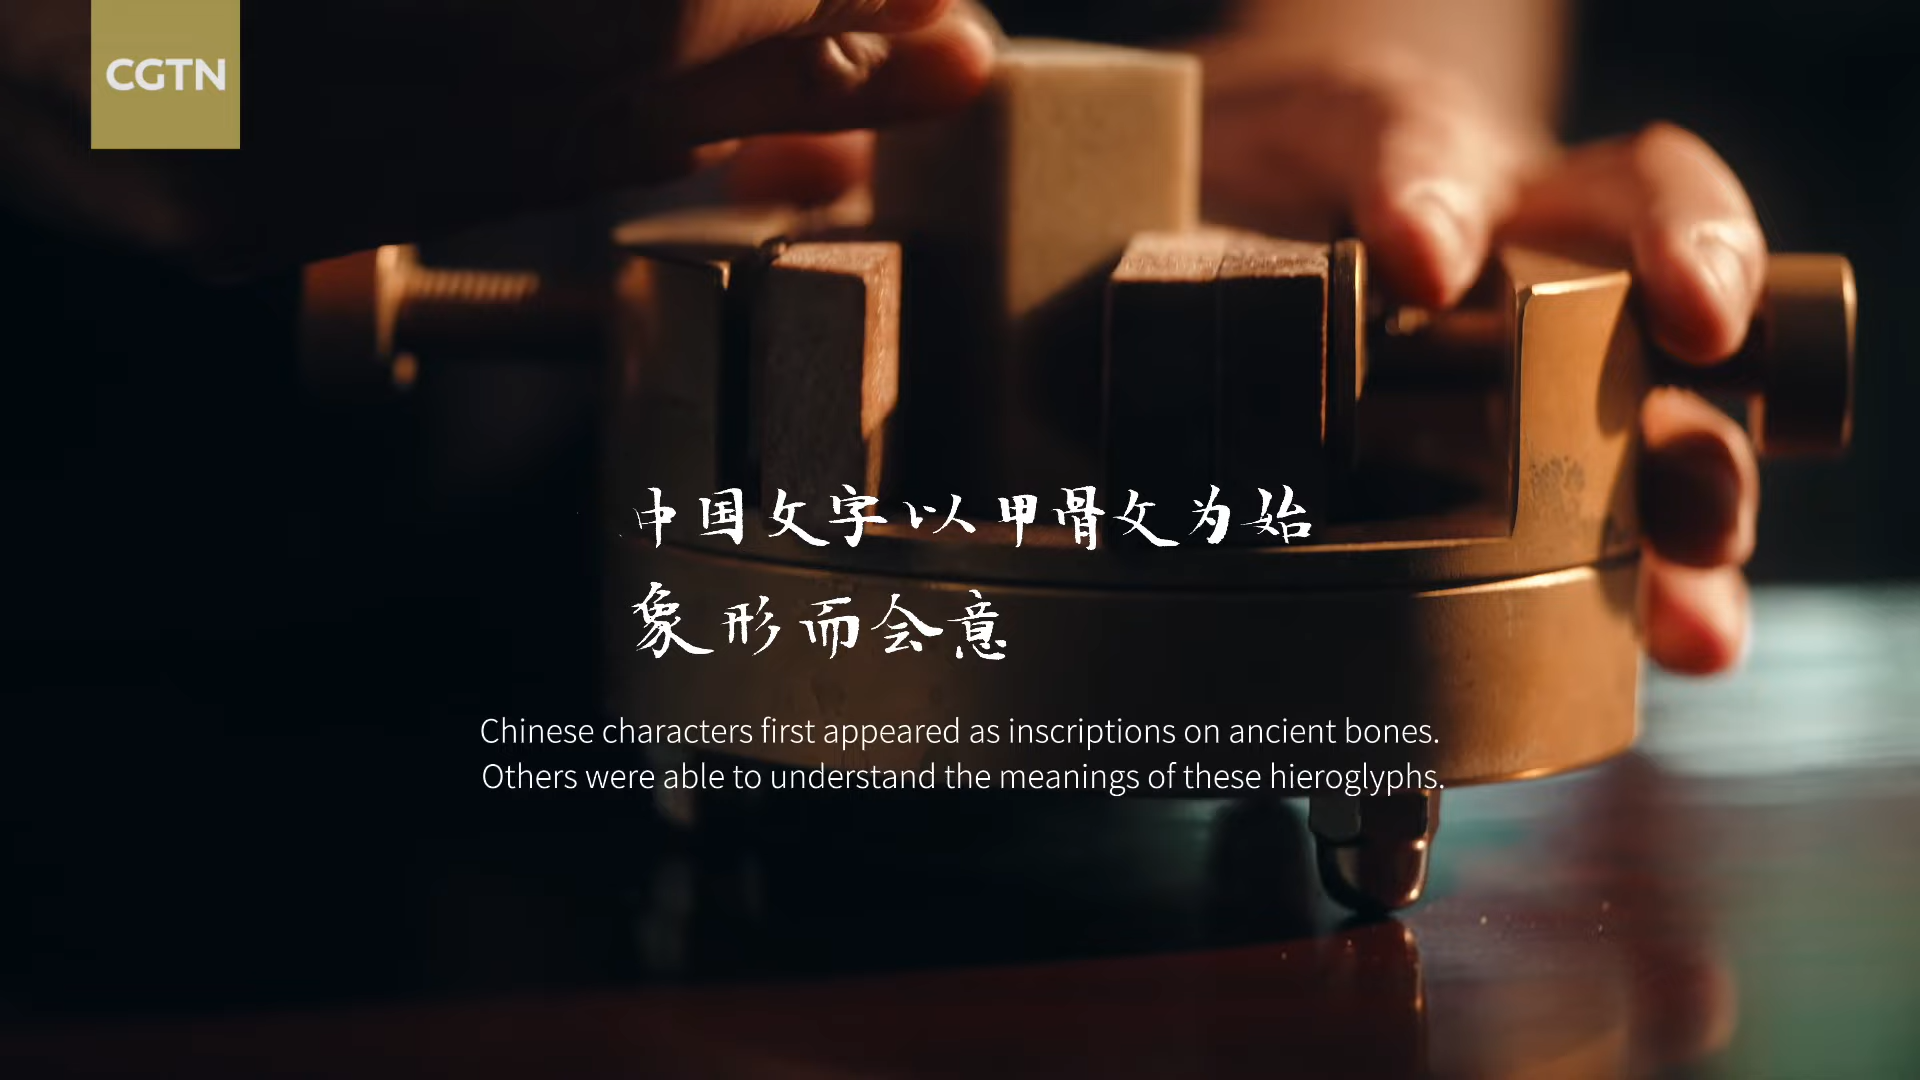 CGTN
中国文字以甲骨文为始
象形而会意
Chinese characters first appeared as inscriptions on ancient bones.
Others were able to understand the meanings of these hieroglyphs.